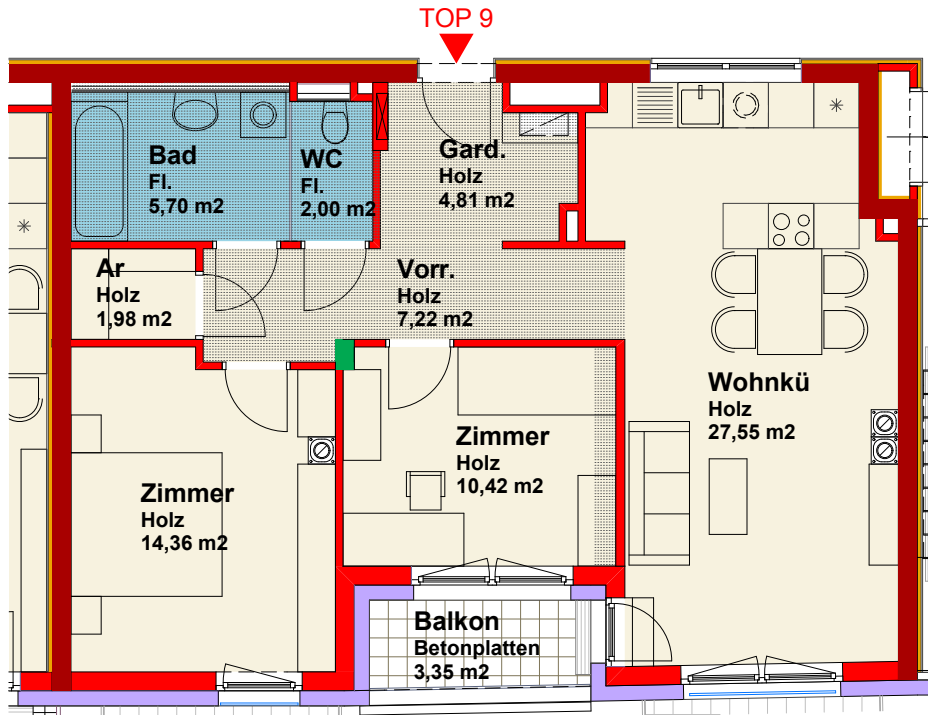 TOP 9
Bad
Fl.
5,70 m2
WC
Fl.
2,00 m2
Gard.
Holz
4,81 m2
Ar
Holz
1,98 m2
Vorr.
Holz
7,22 m2
Wohnkü
Holz
27,55 m2
Zimmer
Holz
10,42 m2
Zimmer
Holz
14,36 m2
Balkon
Betonplatten
3,35 m2